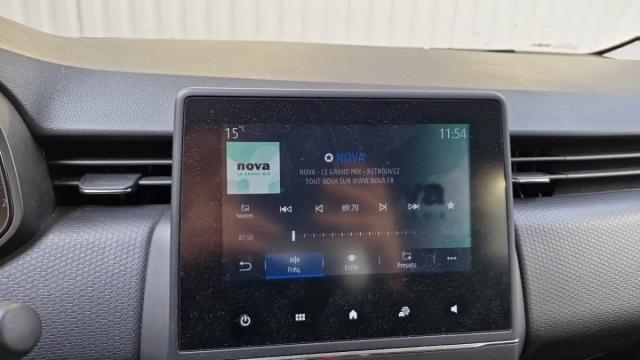 15°C
11:54
nova
LE GRAND MIX
NOVA
NOVA - LE GRAND MIX - RETROUVEZ
TOUT NOVA SUR WWW.NOVA.FR
Sources
89.70
87.50
Fréq.
Liste
Presets